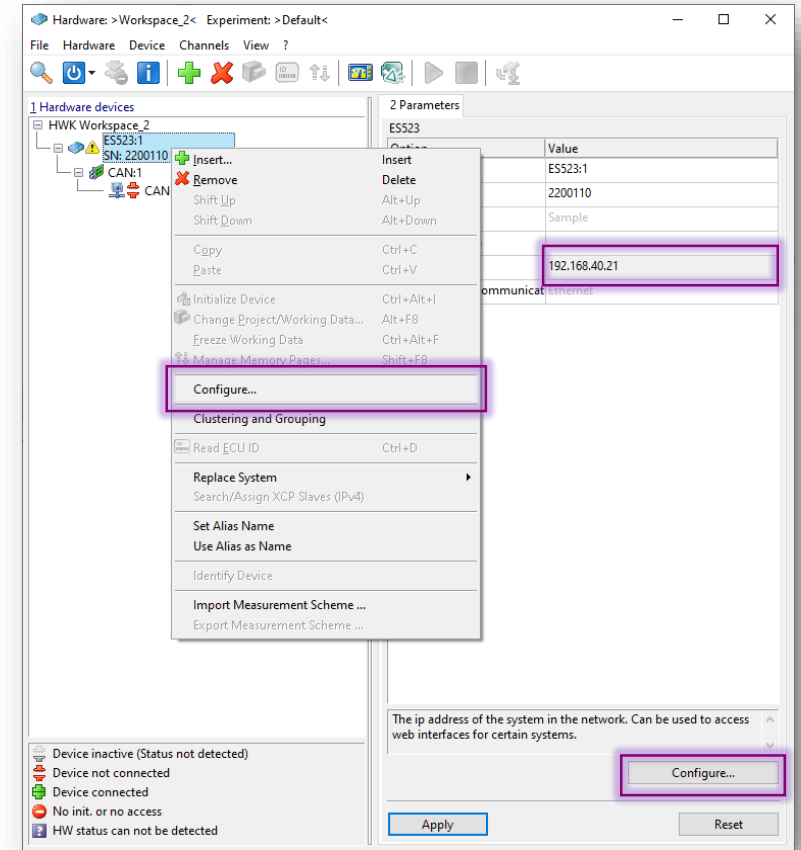 Hardware: >Workspace_2< Experiment: >Default<
File Hardware Device Channels View ?
1 Hardware devices
HWK Workspace_2
ES523:1
SN: 2200110
CAN:1
CAN
Insert... Insert
Remove Delete
Shift Up Alt+Up
Shift Down Alt+Down
Copy Ctrl+C
Paste Ctrl+V
Initialize Device Ctrl+Alt+I
Change Project/Working Data... Alt+F8
Freeze Working Data Ctrl+Alt+F
Manage Memory Pages... Shift+F8
Configure...
Clustering and Grouping
Read ECU ID Ctrl+D
Replace System
Search/Assign XCP Slaves (IPv4)
Set Alias Name
Use Alias as Name
Identify Device
Import Measurement Scheme ...
Export Measurement Scheme ...
2 Parameters
ES523
Option Value
ES523:1
2200110
Sample
192.168.40.21
ommunicat Ethernet
The ip address of the system in the network. Can be used to access
web interfaces for certain systems.
Configure...
Apply Reset
Device inactive (Status not detected)
Device not connected
Device connected
No init. or no access
HW status can not be detected